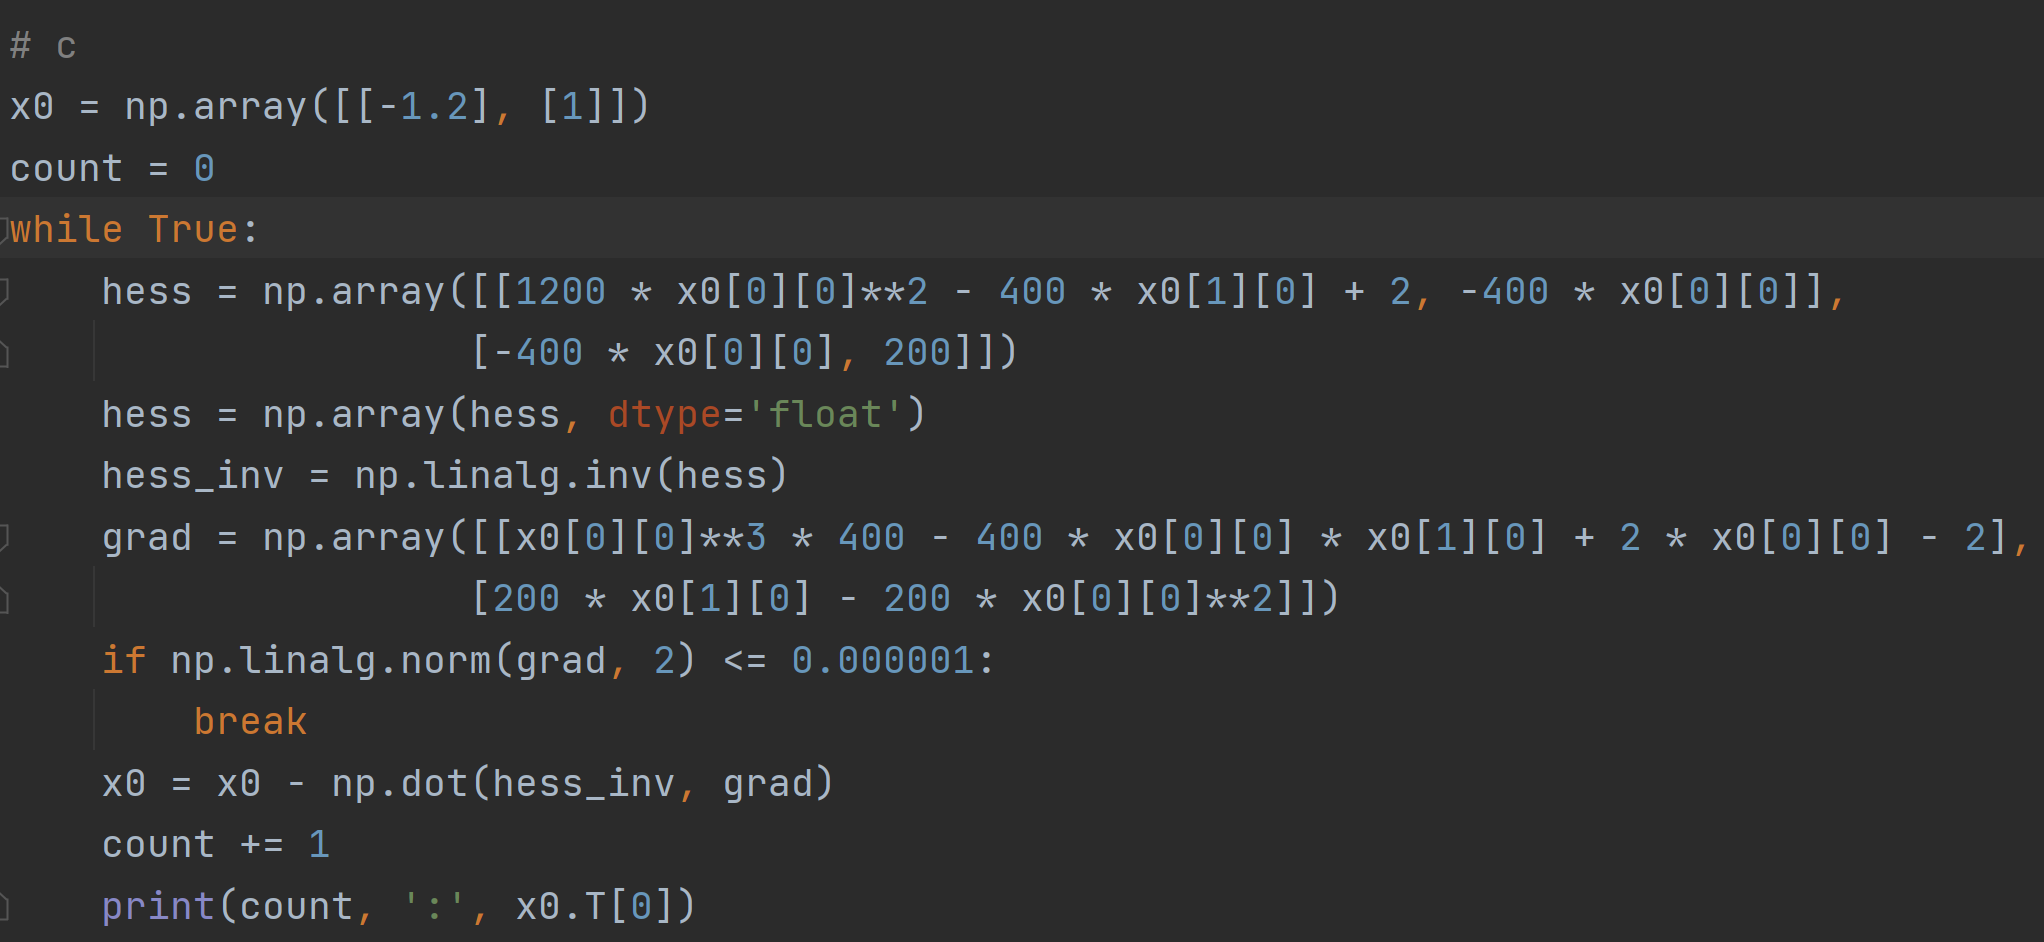 # c
x0 = np.array([[-1.2], [1]])
count = 0
while True:
    hess = np.array([[1200 * x0[0][0]**2 - 400 * x0[1][0] + 2, -400 * x0[0][0]],
                    [-400 * x0[0][0], 200]])
    hess = np.array(hess, dtype='float')
    hess_inv = np.linalg.inv(hess)
    grad = np.array([[x0[0][0]**3 * 400 - 400 * x0[0][0] * x0[1][0] + 2 * x0[0][0] - 2],
                    [200 * x0[1][0] - 200 * x0[0][0]**2]])
    if np.linalg.norm(grad, 2) <= 0.000001:
        break
    x0 = x0 - np.dot(hess_inv, grad)
    count += 1
    print(count, ':', x0.T[0])